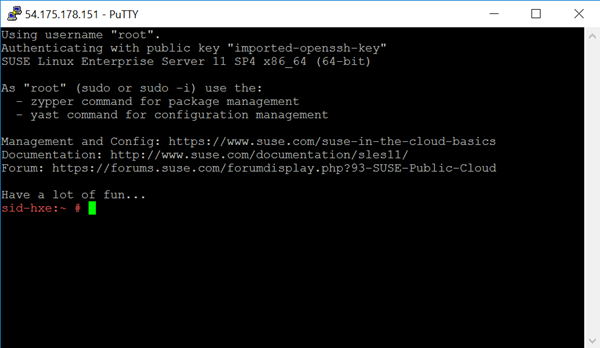 54.175.178.151 - PuTTY
Using username "root".
Authenticating with public key "imported-openssh-key"
SUSE Linux Enterprise Server 11 SP4 x86_64 (64-bit)
As "root" (sudo or sudo -i) use the:
- zypper command for package management
- yast command for configuration management
Management and Config: https://www.suse.com/suse-in-the-cloud-basics
Documentation: http://www.suse.com/documentation/sles11/
Forum: https://forums.suse.com/forumdisplay.php?93-SUSE-Public-Cloud
Have a lot of fun...
sid-hxe:~ #